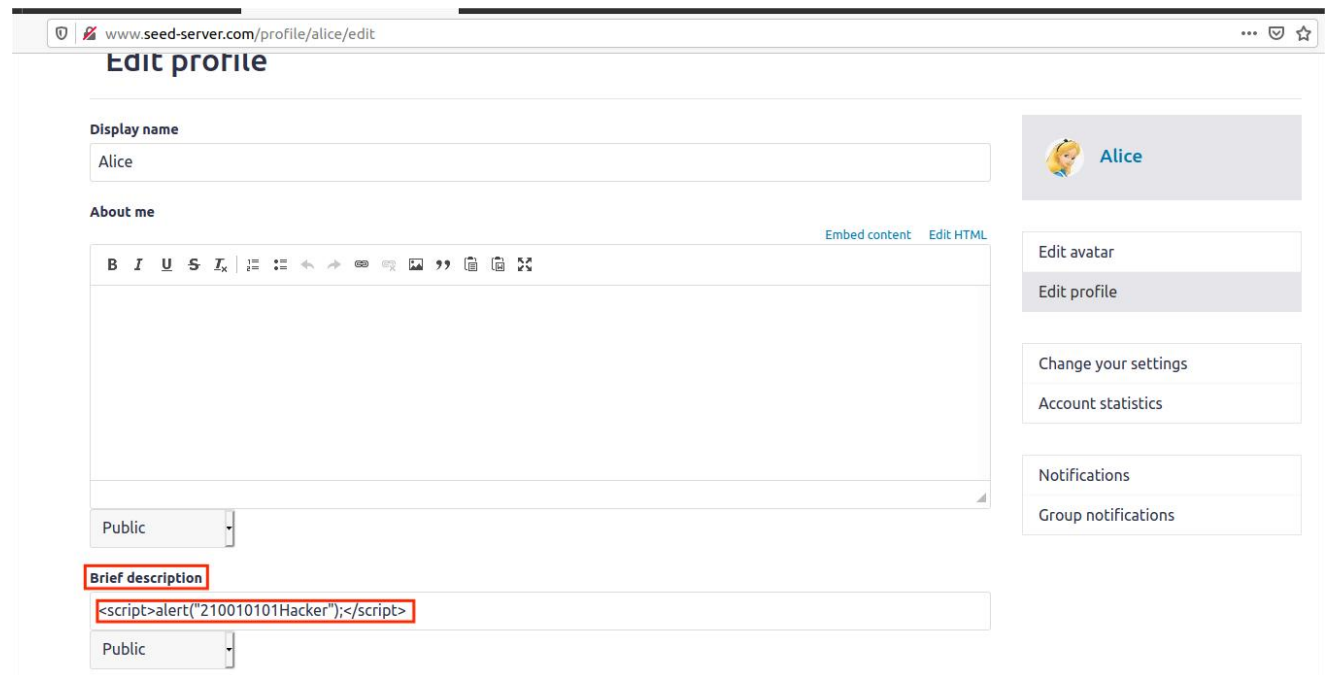 www.seed-server.com/profile/alice/edit
Edit profile
Display name
Alice
Alice
About me
Embed content Edit HTML
B I U S Ix
Edit avatar
Edit profile
Change your settings
Account statistics
Notifications
Group notifications
Public
Brief description
<script>alert("210010101Hacker");</script>
Public